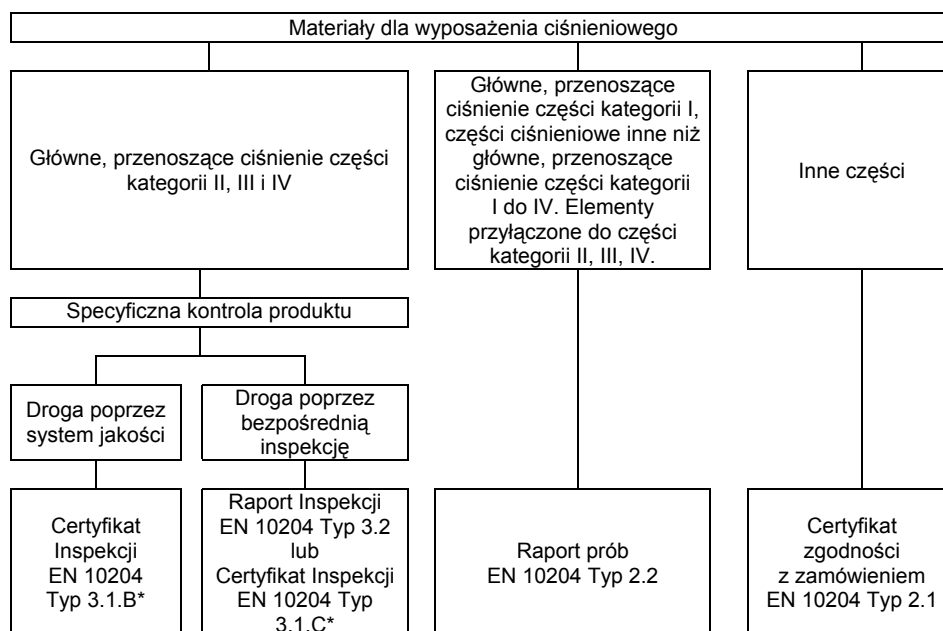 Materiały dla wyposażenia ciśnieniowego
Główne, przenoszące ciśnienie części
kategorii II, III i IV
Główne, przenoszące
ciśnienie części kategorii I,
części ciśnieniowe inne niż
główne, przenoszące
ciśnienie części kategorii
I do IV. Elementy
przyłączone do części
kategorii II, III, IV.
Inne części
Specyficzna kontrola produktu
Droga poprzez
system jakości
Droga poprzez
bezpośrednią
inspekcję
Certyfikat
Inspekcji
EN 10204
Typ 3.1.B*
Raport Inspekcji
EN 10204 Typ 3.2
lub
Certyfikat Inspekcji
EN 10204 Typ
3.1.C*
Raport prób
EN 10204 Typ 2.2
Certyfikat
zgodności
z zamówieniem
EN 10204 Typ 2.1